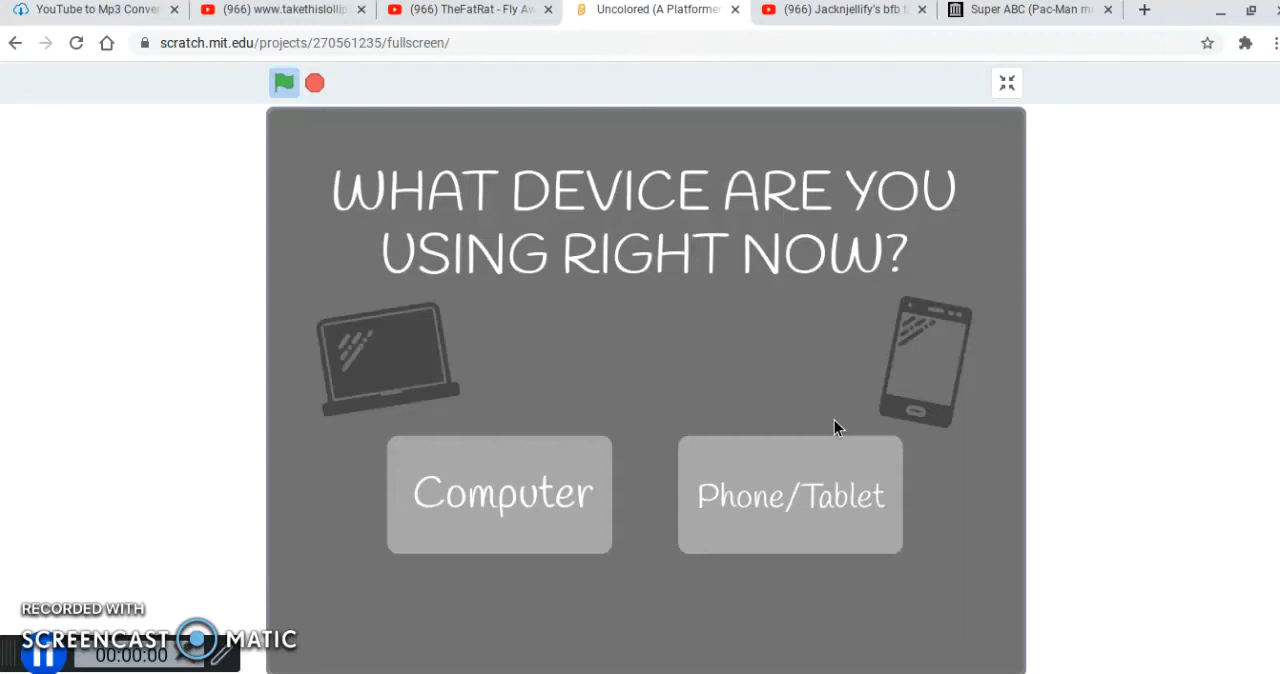 YouTube to Mp3 Conver
(966) www.takethislollip
(966) TheFatRat - Fly Aw
Uncolored (A Platforme
(966) Jacknjellify's bfb f
Super ABC (Pac-Man m
scratch.mit.edu/projects/270561235/fullscreen/
WHAT DEVICE ARE YOU
USING RIGHT NOW?
Computer
Phone/Tablet
RECORDED WITH
SCREENCAST MATIC
00:00:00